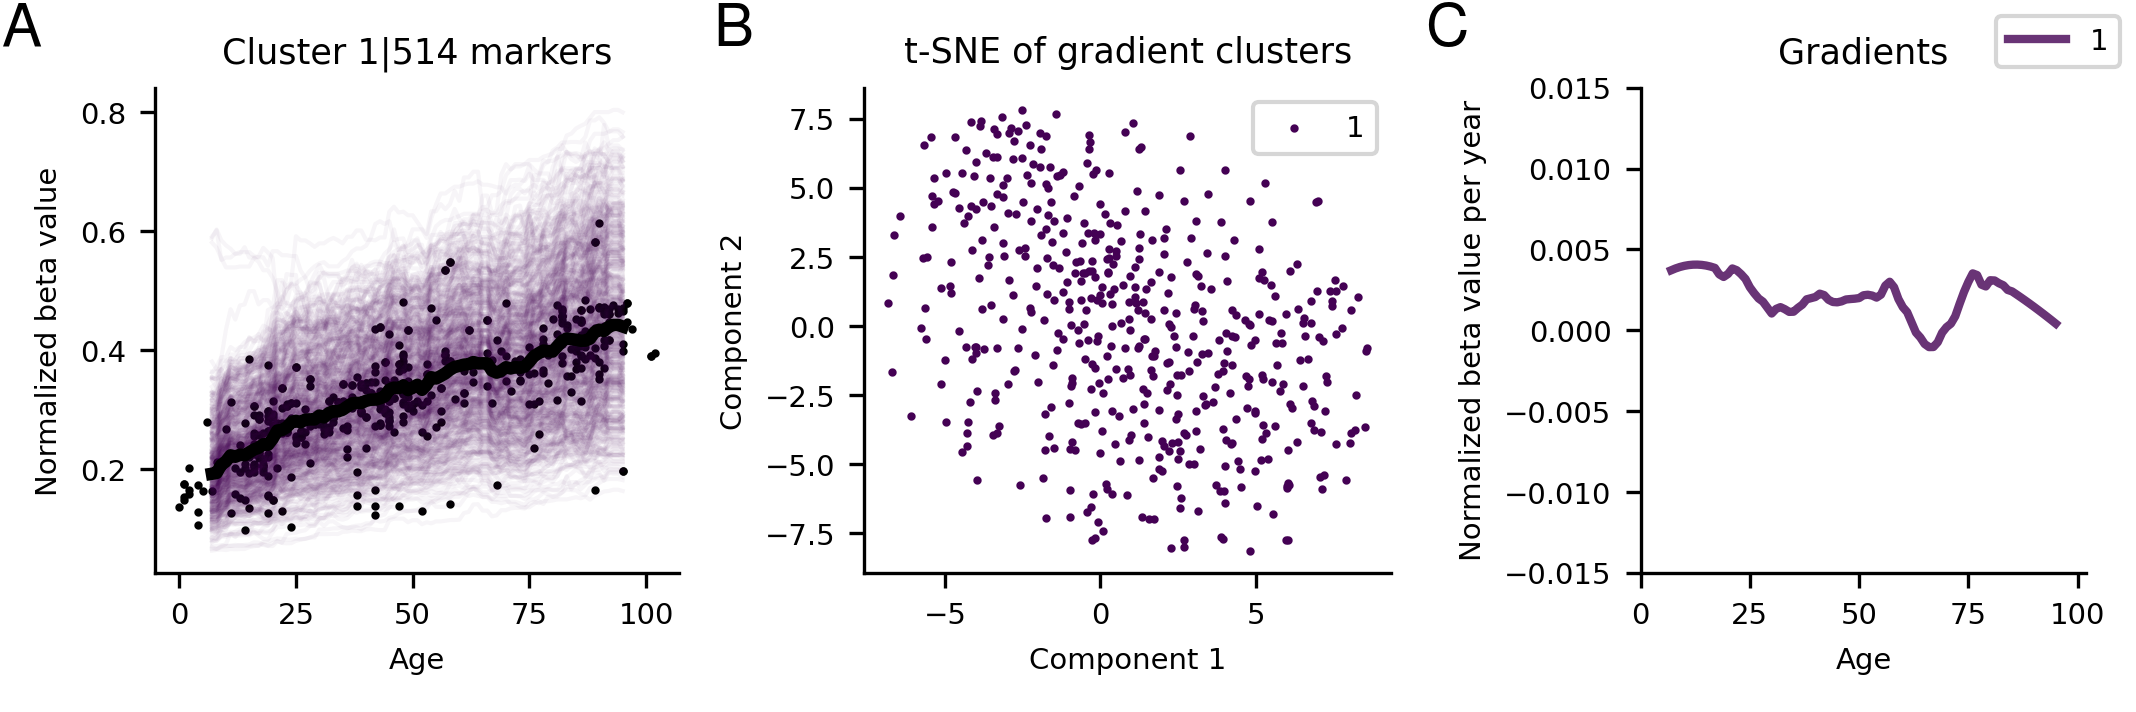 A
Cluster 1|514 markers
Normalized beta value
0.8
0.6
0.4
0.2
0 25 50 75 100
Age
B
t-SNE of gradient clusters
1
Component 2
7.5
5.0
2.5
0.0
−2.5
−5.0
−7.5
−5 0 5
Component 1
C
Gradients
1
Normalized beta value per year
0.015
0.010
0.005
0.000
−0.005
−0.010
−0.015
0 25 50 75 100
Age